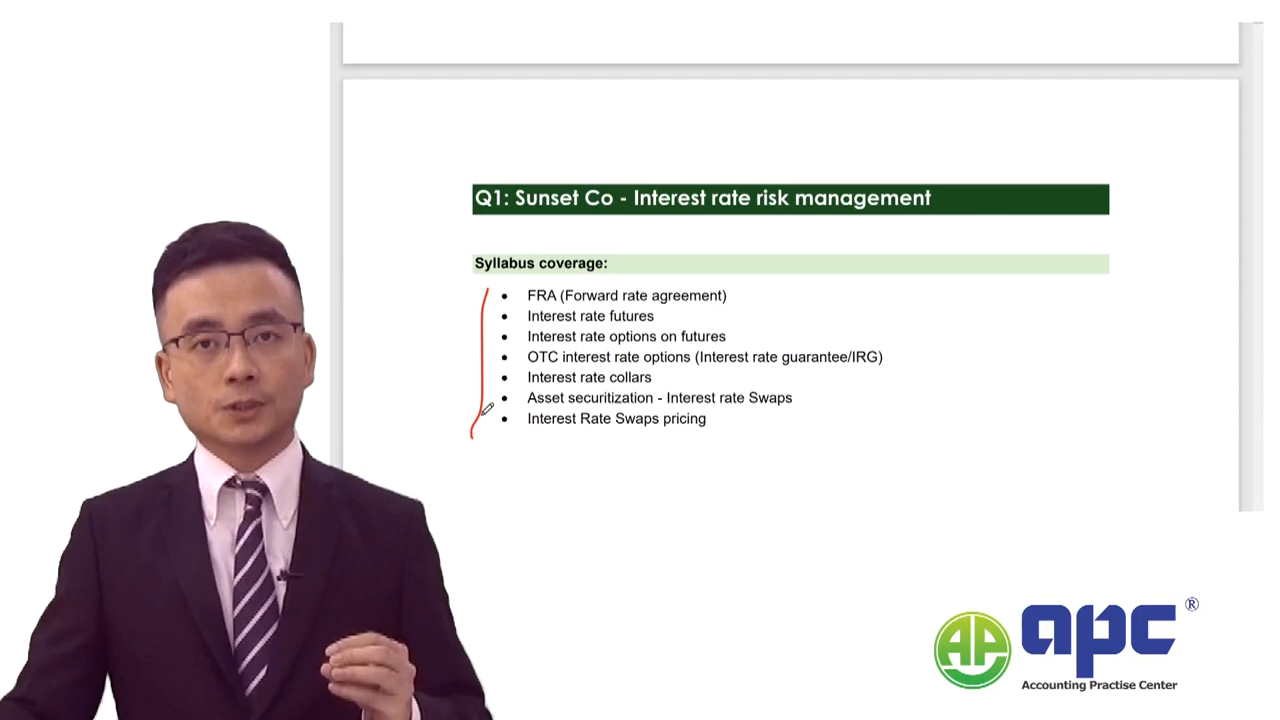 Q1: Sunset Co - Interest rate risk management
Syllabus coverage:
• FRA (Forward rate agreement)
• Interest rate futures
• Interest rate options on futures
• OTC interest rate options (Interest rate guarantee/IRG)
• Interest rate collars
• Asset securitization - Interest rate Swaps
• Interest Rate Swaps pricing
AP apc ®
Accounting Practise Center